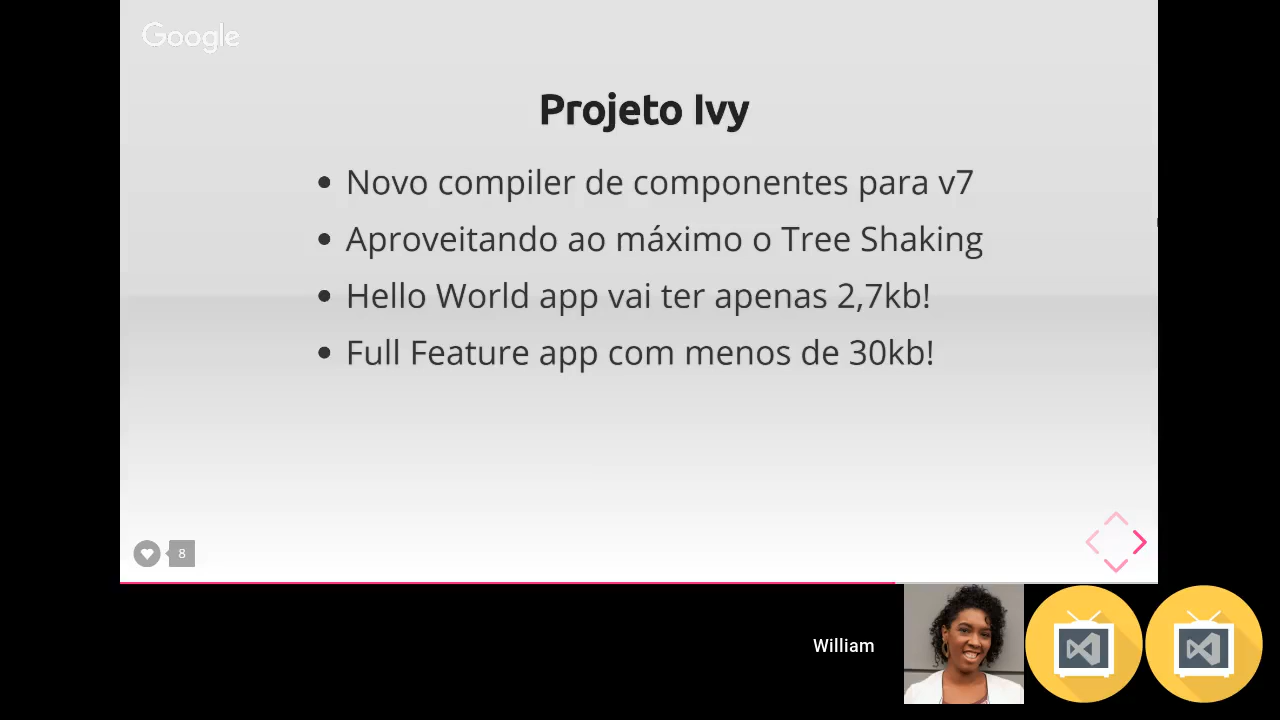 Google
Projeto Ivy
• Novo compiler de componentes para v7
• Aproveitando ao máximo o Tree Shaking
• Hello World app vai ter apenas 2,7kb!
• Full Feature app com menos de 30kb!
8
William